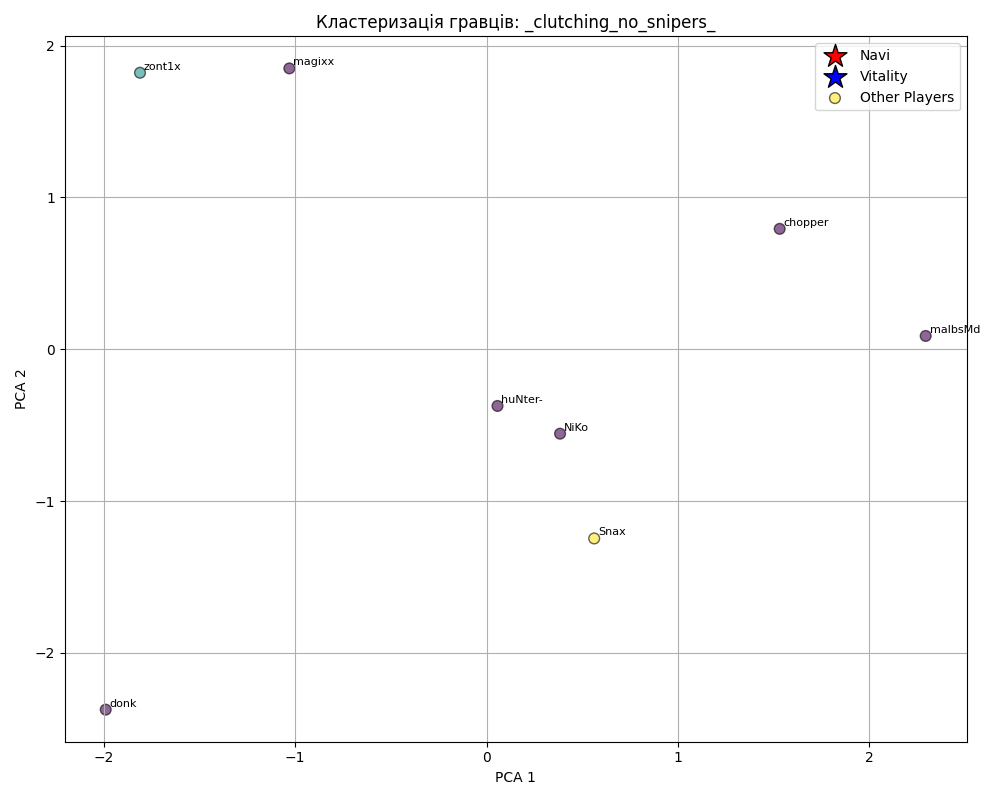 Кластеризація гравців: _clutching_no_snipers_
2
zont1x
magixx
Navi
Vitality
Other Players
1
chopper
malbsMd
0
huNter-
NiKo
PCA 2
−1
Snax
−2
donk
−2
−1
0
1
2
PCA 1